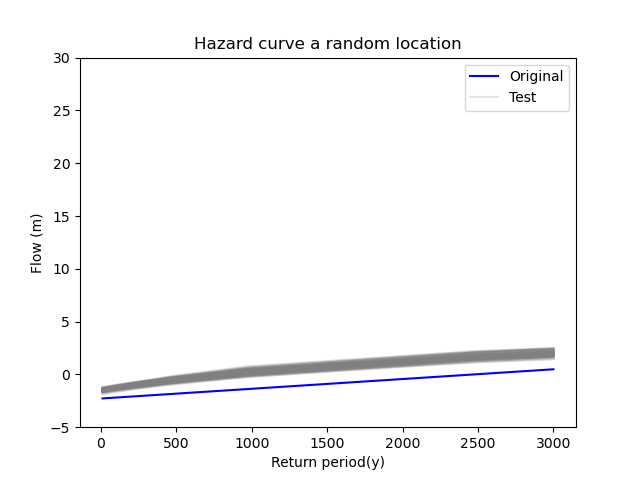 Hazard curve a random location
Original
Test
30
25
20
15
10
5
0
−5
Flow (m)
0 500 1000 1500 2000 2500 3000
Return period(y)